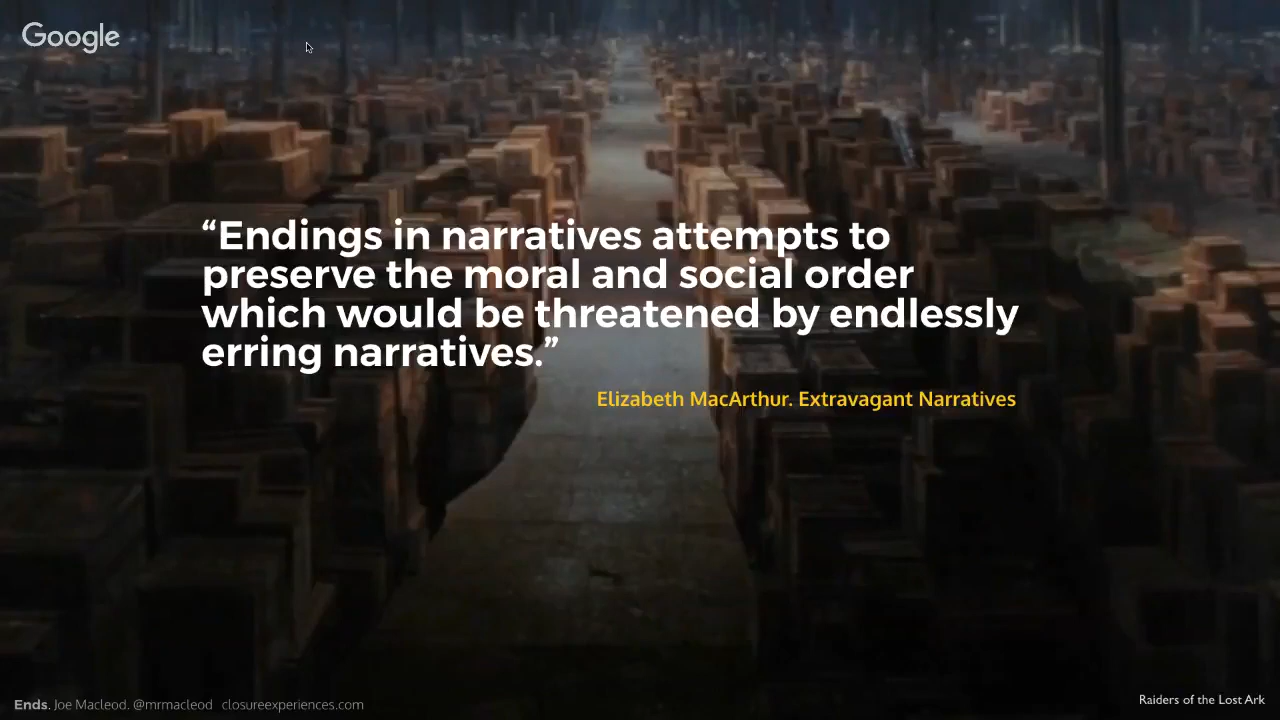 Google
“Endings in narratives attempts to
preserve the moral and social order
which would be threatened by endlessly
erring narratives.”
Elizabeth MacArthur. Extravagant Narratives
Ends. Joe Macleod. @mrmacleod closureexperiences.com
Raiders of the Lost Ark